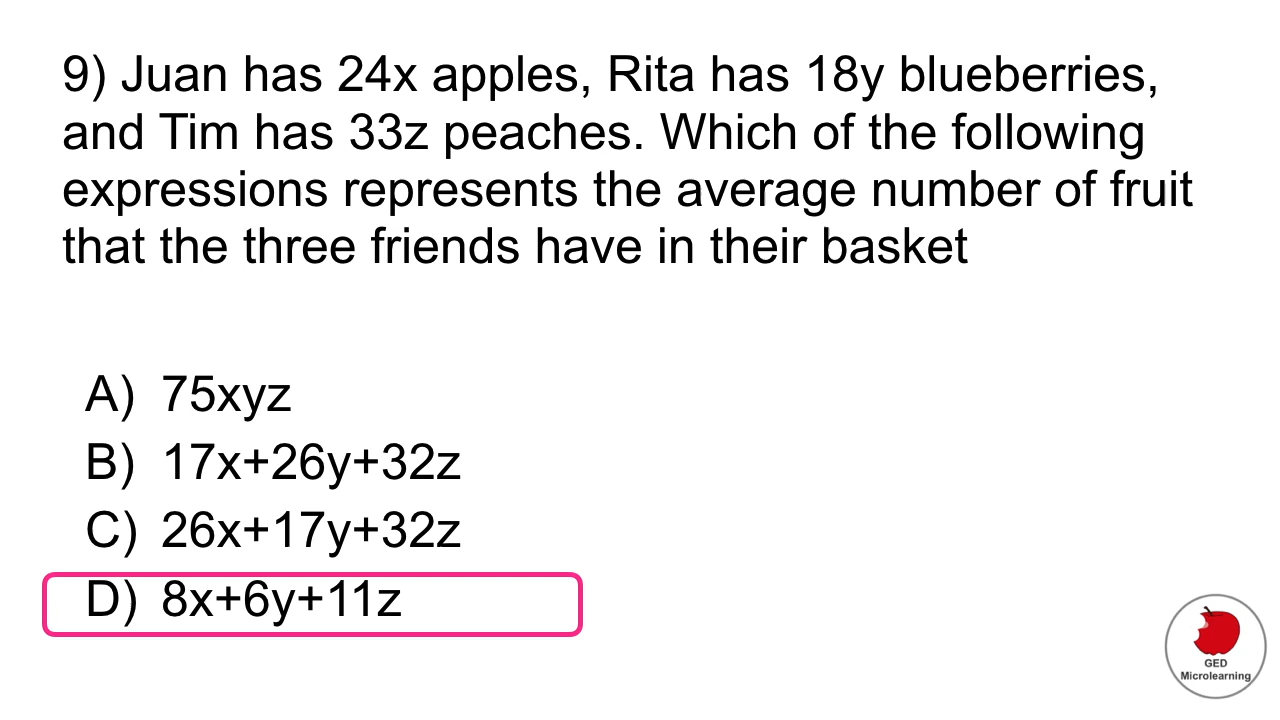 9) Juan has 24x apples, Rita has 18y blueberries,
and Tim has 33z peaches. Which of the following
expressions represents the average number of fruit
that the three friends have in their basket
A) 75xyz
B) 17x+26y+32z
C) 26x+17y+32z
D) 8x+6y+11z
GED
Microlearning